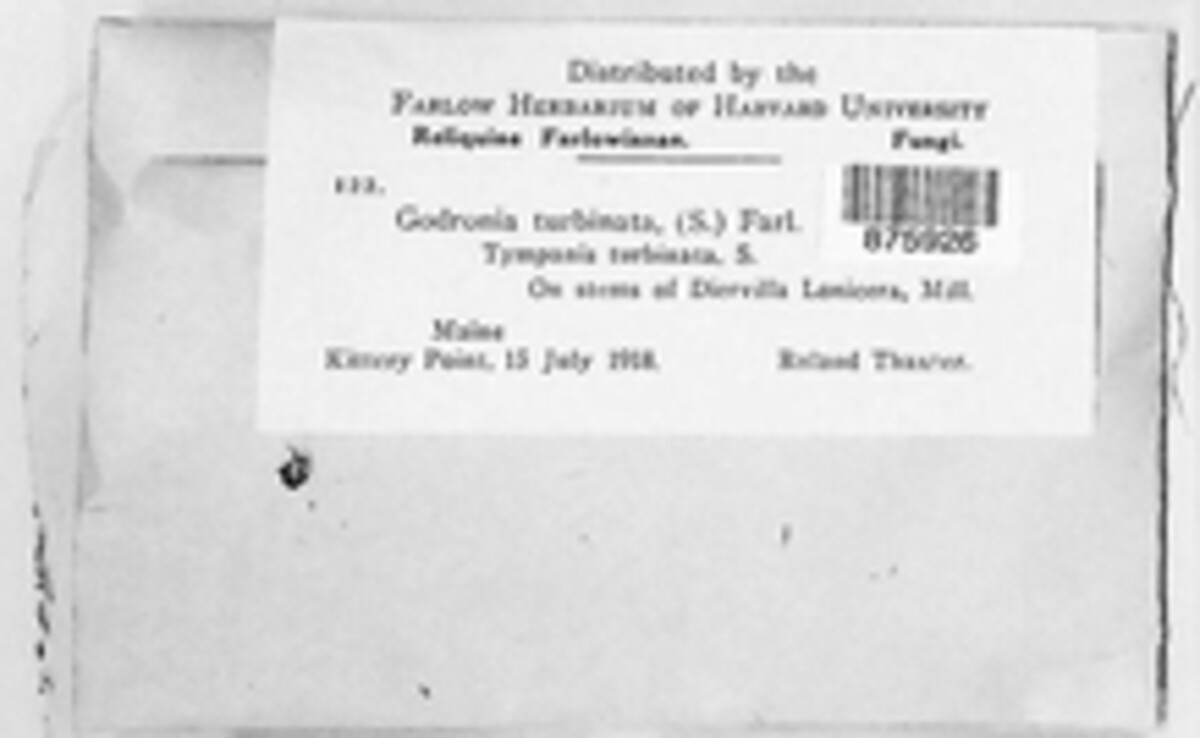 Distributed by the
FARLOW HERBARIUM OF HARVARD UNIVERSITY
Reliquiae Farlowianae. Fungi.
875926
Godronia turbinata, (S.) Farl.
Tympanis turbinata, S.
On stems of Diervilla Lonicera, Mill.
Maine
Kittery Point, 15 July 1918. Roland Thaxter.